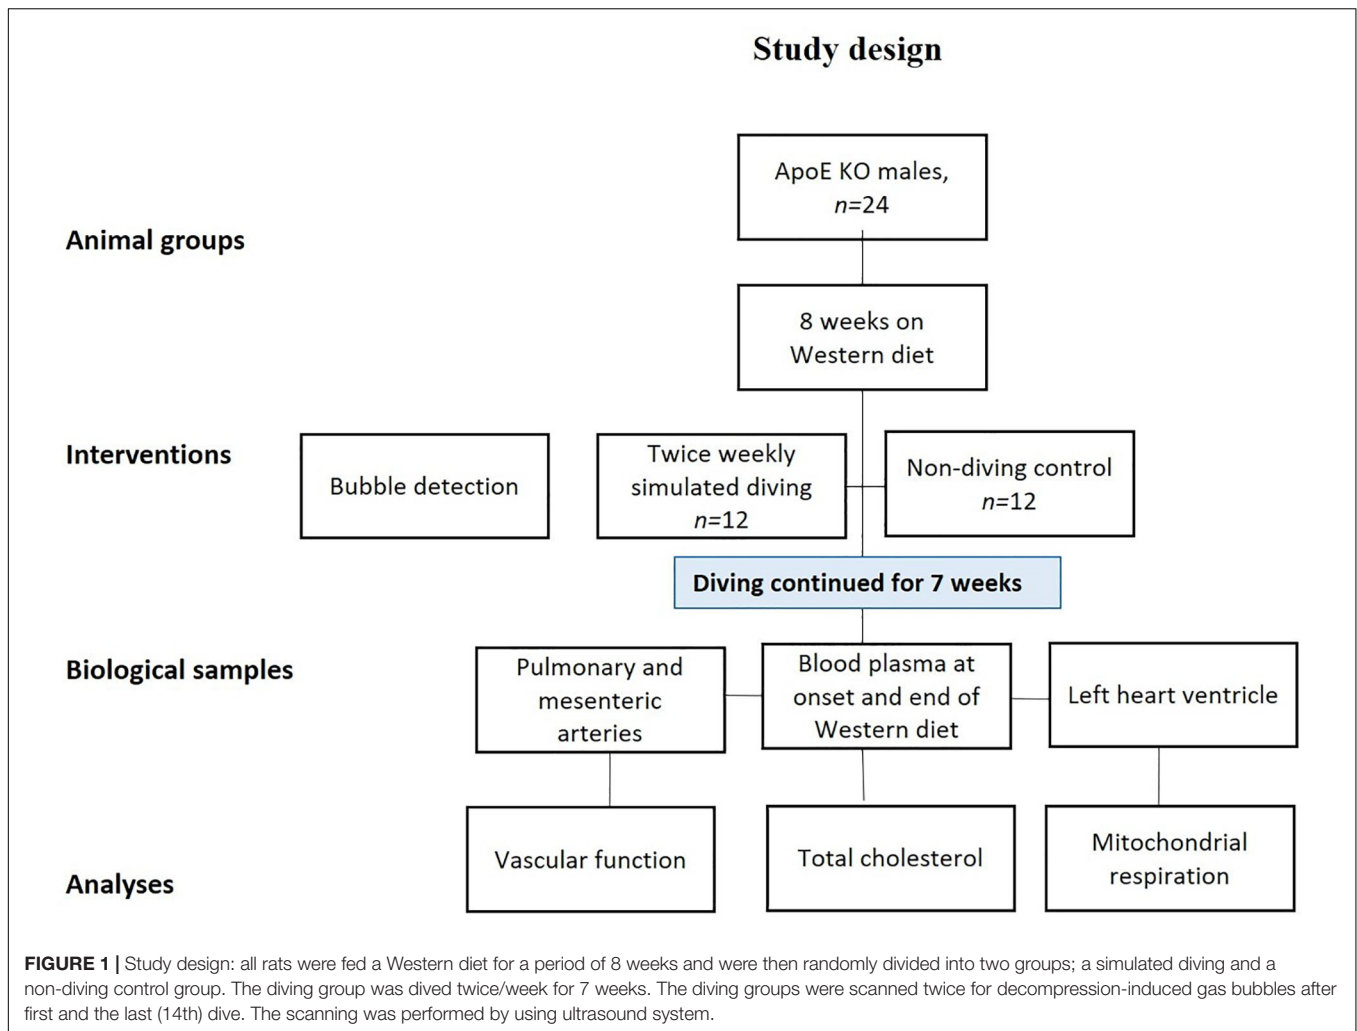 Study design
Animal groups
ApoE KO males,
n=24
8 weeks on
Western diet
Interventions
Bubble detection
Twice weekly
simulated diving
n=12
Non-diving control
n=12
Diving continued for 7 weeks
Biological samples
Pulmonary and
mesenteric
arteries
Blood plasma at
onset and end of
Western diet
Left heart ventricle
Analyses
Vascular function
Total cholesterol
Mitochondrial
respiration
FIGURE 1 | Study design: all rats were fed a Western diet for a period of 8 weeks and were then randomly divided into two groups; a simulated diving and a
non-diving control group. The diving group was dived twice/week for 7 weeks. The diving groups were scanned twice for decompression-induced gas bubbles after
first and the last (14th) dive. The scanning was performed by using ultrasound system.